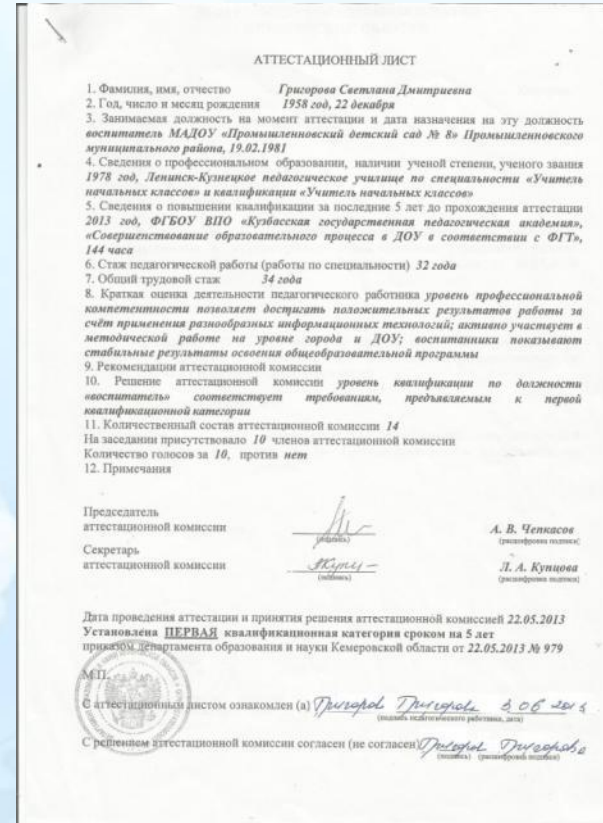 АТТЕСТАЦИОННЫЙ ЛИСТ
1. Фамилия, имя, отчество Григорова Светлана Дмитриевна
2. Год, число и месяц рождения 1958 год, 22 декабря
3. Занимаемая должность на момент аттестации и дата назначения на эту должность
воспитатель МАДОУ «Промышленновский детский сад № 8» Промышленновского
муниципального района, 19.02.1981
4. Сведения о профессиональном образовании, наличии ученой степени, ученого звания
1978 год, Ленинск-Кузнецкое педагогическое училище по специальности «Учитель
начальных классов» и квалификации «Учитель начальных классов»
5. Сведения о повышении квалификации за последние 5 лет до прохождения аттестации
2013 год, ФГБОУ ВПО «Кузбасская государственная педагогическая академия»,
«Совершенствование образовательного процесса в ДОУ в соответствии с ФГТ»,
144 часа
6. Стаж педагогической работы (работы по специальности) 32 года
7. Общий трудовой стаж 34 года
8. Краткая оценка деятельности педагогического работника уровень профессиональной
компетентности позволяет достигать положительных результатов работы за
счёт применения разнообразных информационных технологий; активно участвует в
методической работе на уровне города и ДОУ; воспитанники показывают
стабильные результаты освоения общеобразовательной программы
9. Рекомендации аттестационной комиссии
10. Решение аттестационной комиссии уровень квалификации по должности
«воспитатель» соответствует требованиям, предъявляемым к первой
квалификационной категории
11. Количественный состав аттестационной комиссии 14
На заседании присутствовало 10 членов аттестационной комиссии
Количество голосов за 10, против нет
12. Примечания
Председатель
аттестационной комиссии А. В. Чепкасов
(подпись) (расшифровка подписи)
Секретарь
аттестационной комиссии Л. А. Купцова
(подпись) (расшифровка подписи)
Дата проведения аттестации и принятия решения аттестационной комиссией 22.05.2013
Установлена ПЕРВАЯ квалификационная категория сроком на 5 лет
приказом департамента образования и науки Кемеровской области от 22.05.2013 № 979
М.П.
С аттестационным листом ознакомлен (а) Григоров Григорова 3 06
(подпись педагогического работника, дата)
С решением аттестационной комиссии согласен (не согласен) Григоров Григорова
(подпись) (расшифровка подписи)